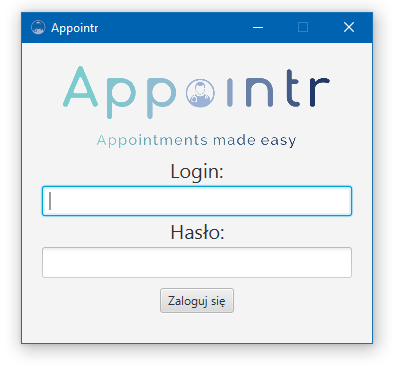 Appointr
Appointr
Appointments made easy
Login:
Hasło:
Zaloguj się